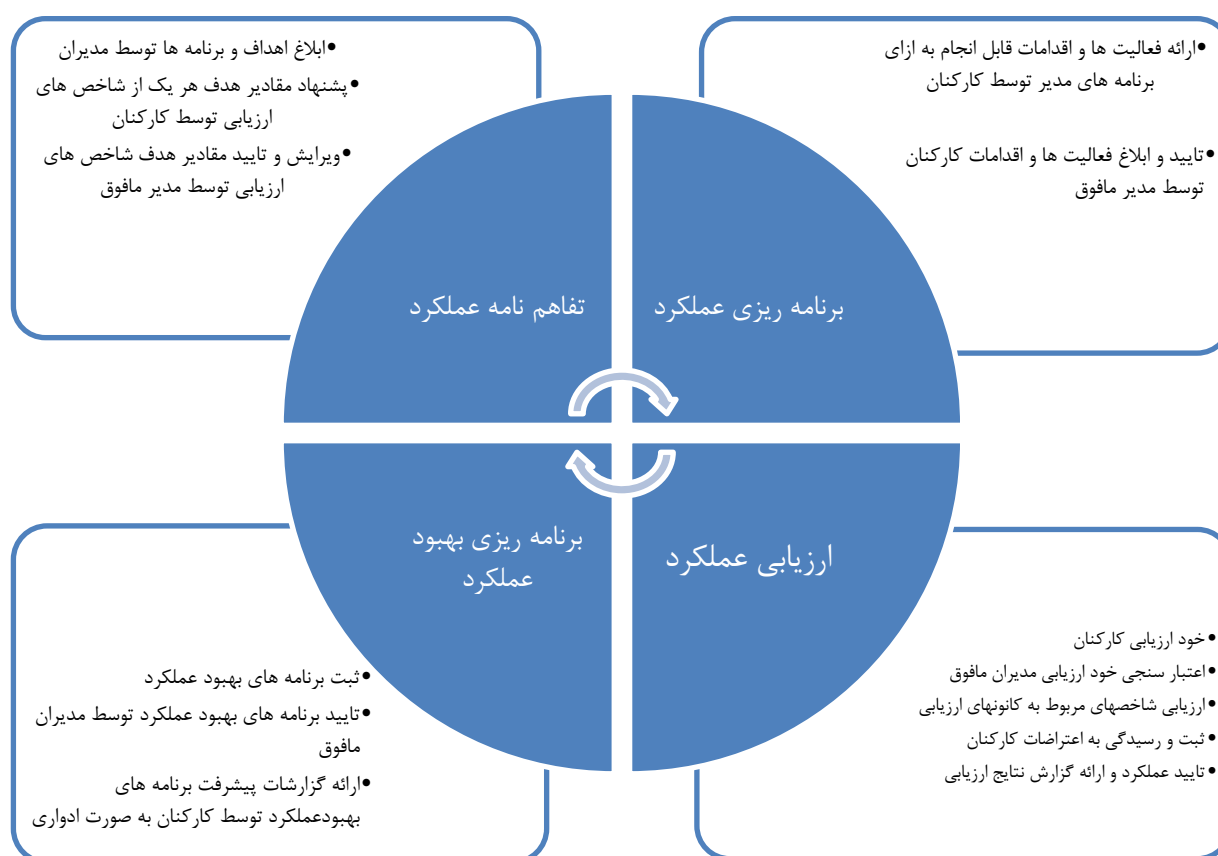 •ابلاغ اهداف و برنامه ها توسط مدیران
•پشنهاد مقادیر هدف هر یک از شاخص های
ارزیابی توسط کارکنان
•ویرایش و تایید مقادیر هدف شاخص های
ارزیابی توسط مدیر مافوق
•ارائه فعالیت ها و اقدامات قابل انجام به ازای
برنامه های مدیر توسط کارکنان
•تایید و ابلاغ فعالیت ها و اقدامات کارکنان
توسط مدیر مافوق
تفاهم نامه عملکرد
برنامه ریزی عملکرد
برنامه ریزی بهبود
عملکرد
ارزیابی عملکرد
•ثبت برنامه های بهبود عملکرد
•تایید برنامه های بهبود عملکرد توسط مدیران
مافوق
•ارائه گزارشات پیشرفت برنامه های
بهبودعملکرد توسط کارکنان به صورت ادواری
•خود ارزیابی کارکنان
•اعتبار سنجی خود ارزیابی مدیران مافوق
•ارزیابی شاخصهای مربوط به کانونهای ارزیابی
•ثبت و رسیدگی به اعتراضات کارکنان
•تایید عملکرد و ارائه گزارش نتایج ارزیابی